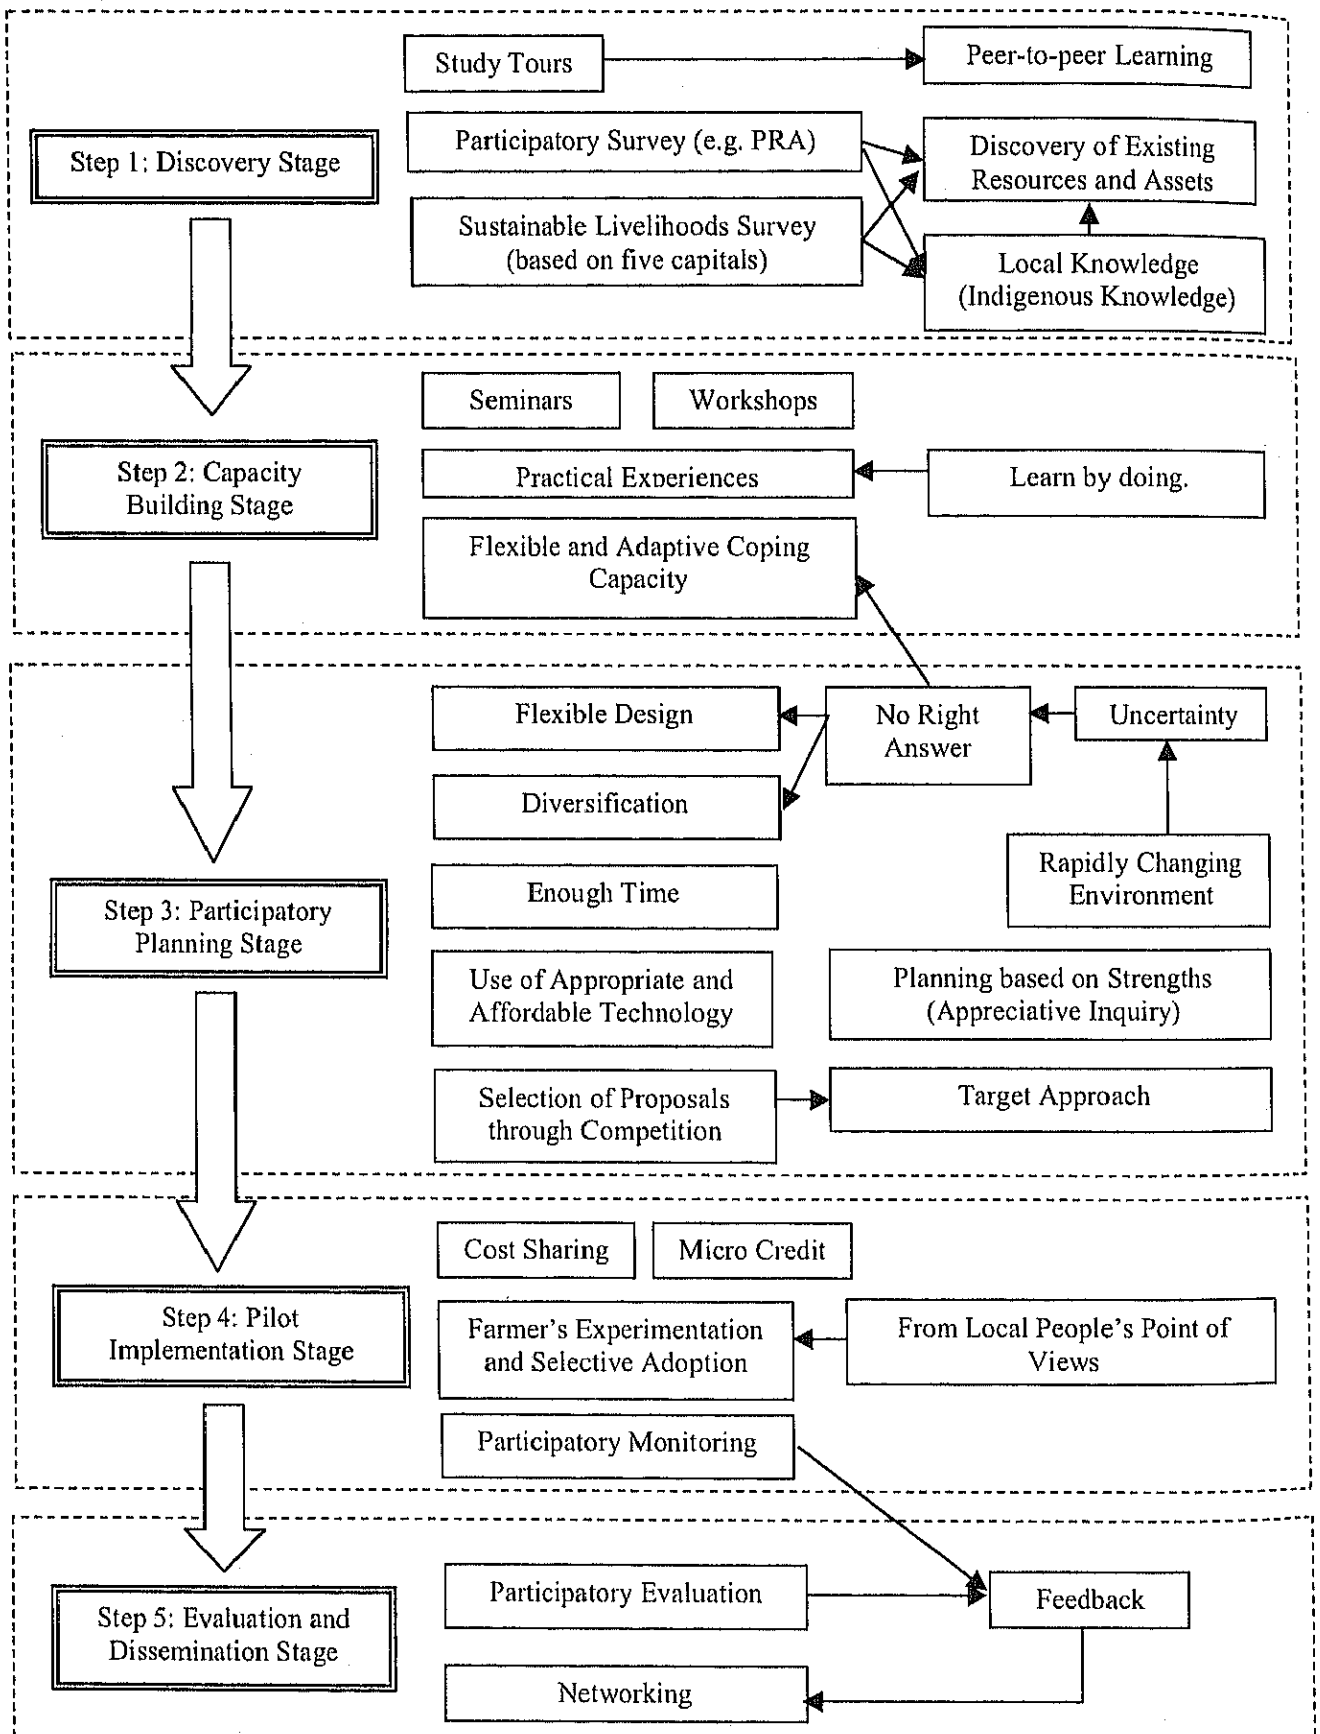 Study Tours
Peer-to-peer Learning
Step 1: Discovery Stage
Participatory Survey (e.g. PRA)
Discovery of Existing
Resources and Assets
Sustainable Livelihoods Survey
(based on five capitals)
Local Knowledge
(Indigenous Knowledge)
Seminars
Workshops
Step 2: Capacity
Building Stage
Practical Experiences
Learn by doing.
Flexible and Adaptive Coping
Capacity
Flexible Design
No Right
Answer
Uncertainty
Diversification
Rapidly Changing
Environment
Step 3: Participatory
Planning Stage
Enough Time
Use of Appropriate and
Affordable Technology
Planning based on Strengths
(Appreciative Inquiry)
Selection of Proposals
through Competition
Target Approach
Cost Sharing
Micro Credit
Step 4: Pilot
Implementation Stage
Farmer's Experimentation
and Selective Adoption
From Local People's Point of
Views
Participatory Monitoring
Step 5: Evaluation and
Dissemination Stage
Participatory Evaluation
Feedback
Networking